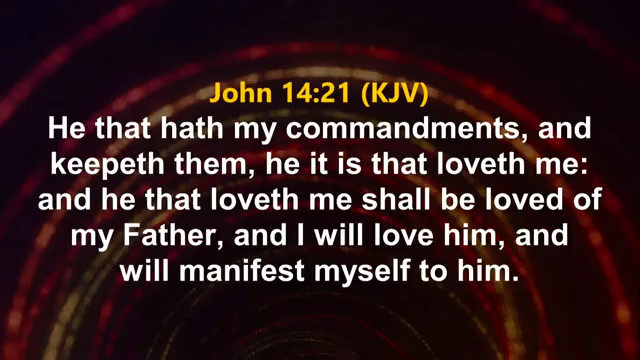 John 14:21 (KJV)
He that hath my commandments, and
keepeth them, he it is that loveth me:
and he that loveth me shall be loved of
my Father, and I will love him, and
will manifest myself to him.